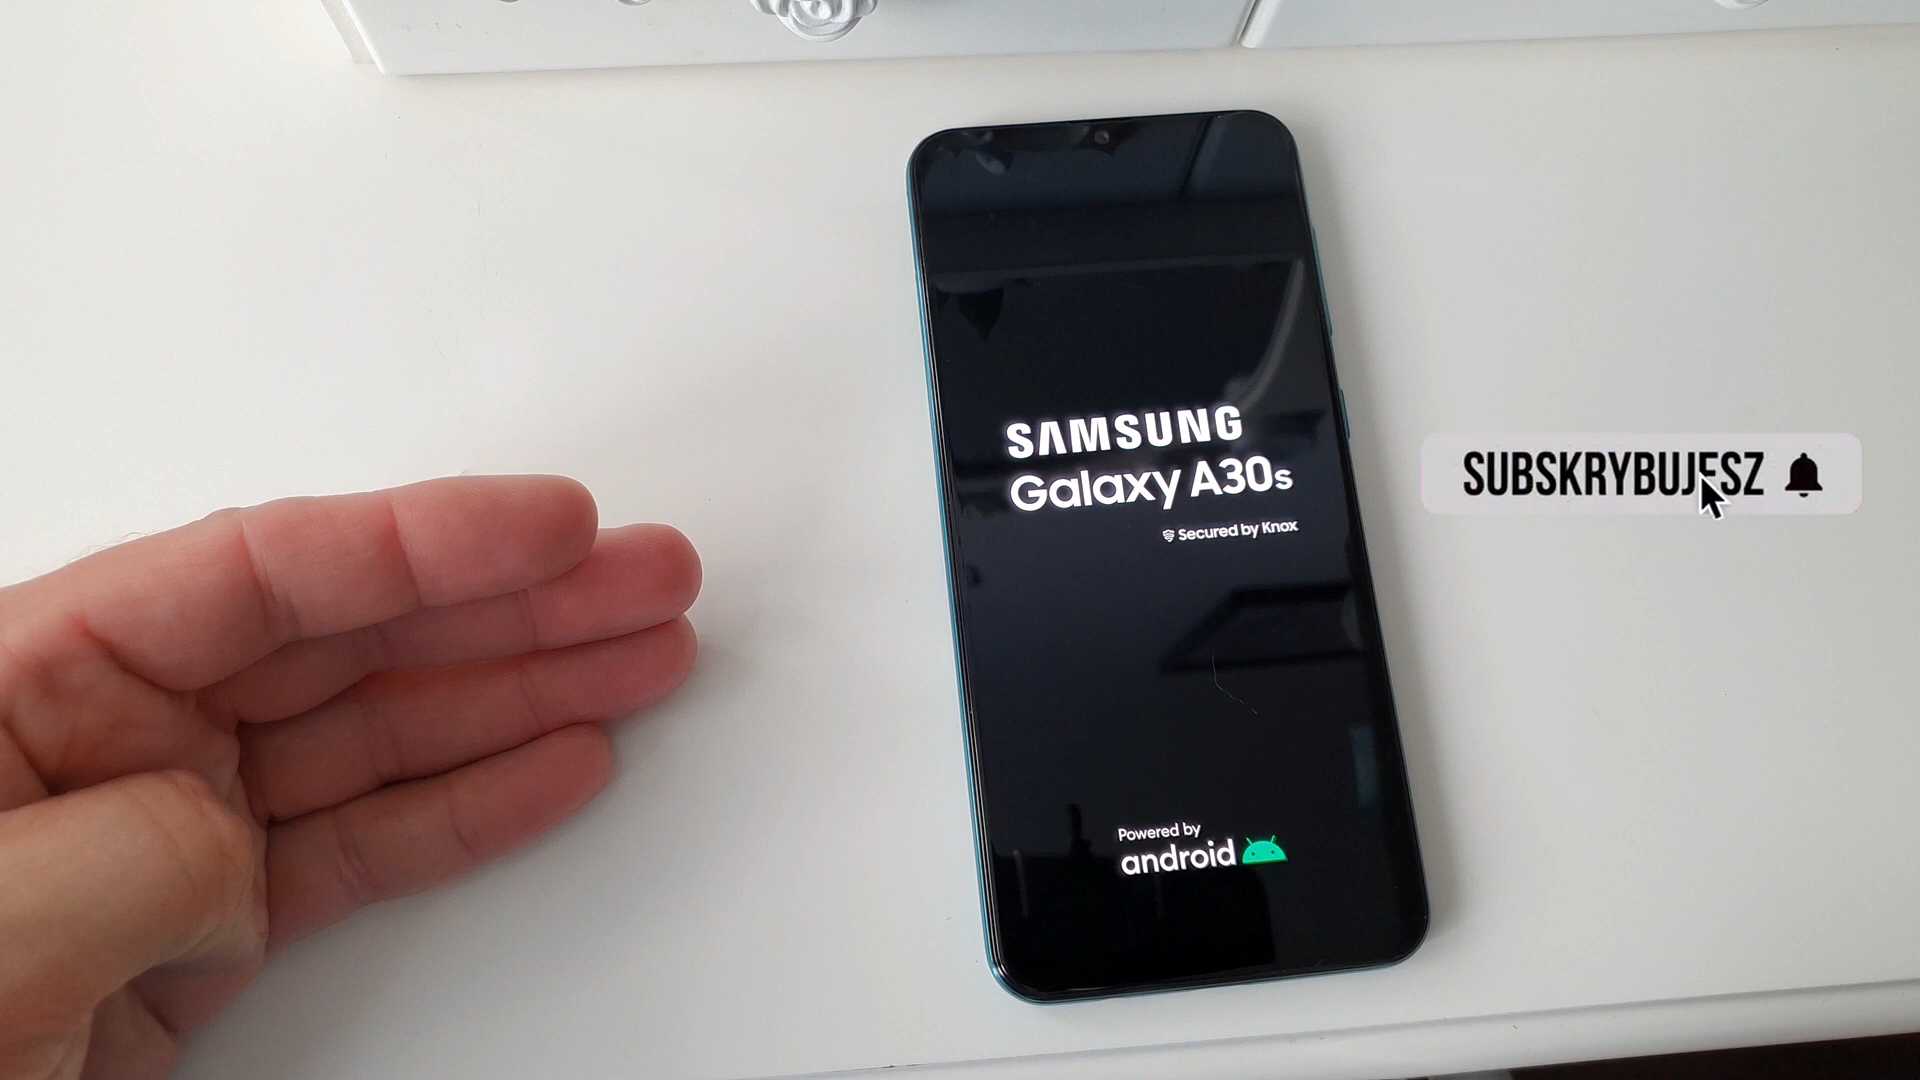 SAMSUNG
Galaxy A30s
Secured by Knox
SUBSKRYBUJESZ
Powered by
android